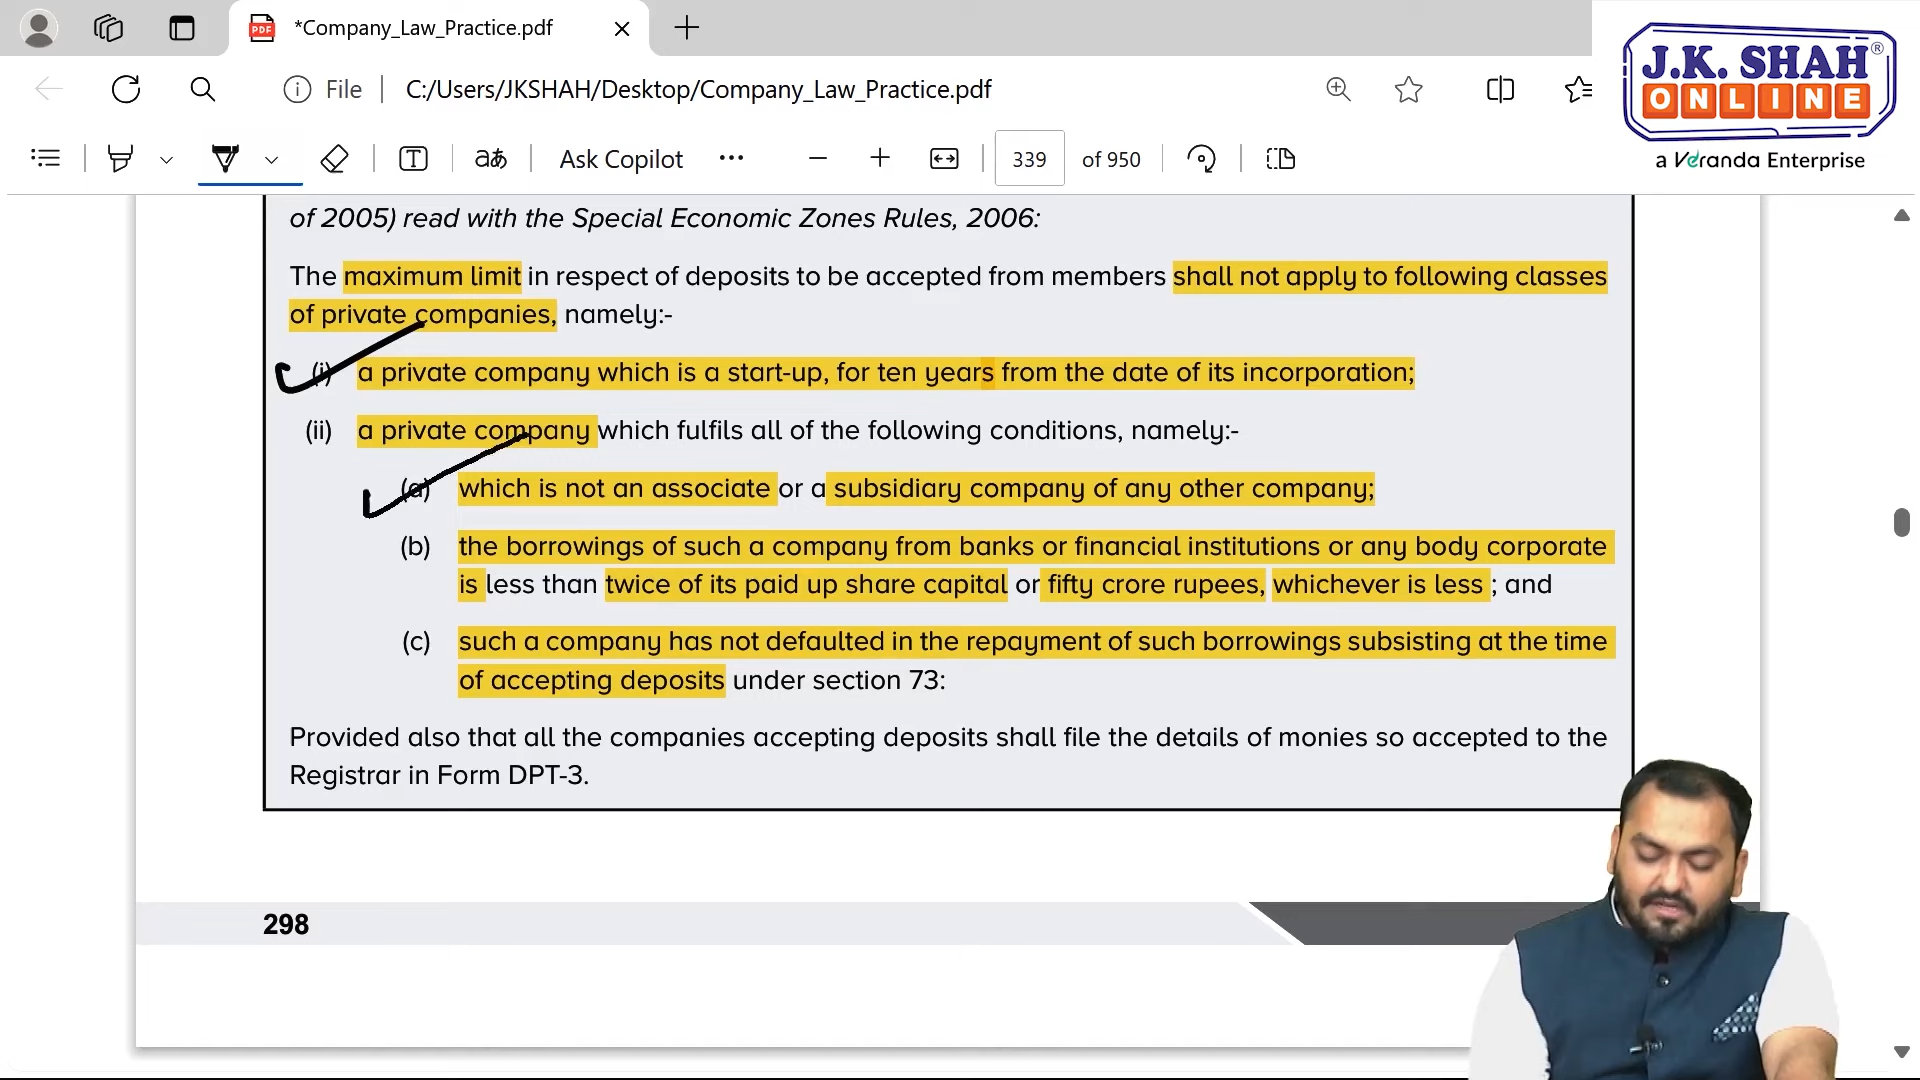 *Company_Law_Practice.pdf
File
C:/Users/JKSHAH/Desktop/Company_Law_Practice.pdf
J.K. SHAH®
ONLINE
a Veranda Enterprise
Ask Copilot
339 of 950
of 2005) read with the Special Economic Zones Rules, 2006:
The maximum limit in respect of deposits to be accepted from members shall not apply to following classes
of private companies, namely:-
(i) a private company which is a start-up, for ten years from the date of its incorporation;
(ii) a private company which fulfils all of the following conditions, namely:-
(a) which is not an associate or a subsidiary company of any other company;
(b) the borrowings of such a company from banks or financial institutions or any body corporate
is less than twice of its paid up share capital or fifty crore rupees, whichever is less ; and
(c) such a company has not defaulted in the repayment of such borrowings subsisting at the time
of accepting deposits under section 73:
Provided also that all the companies accepting deposits shall file the details of monies so accepted to the
Registrar in Form DPT-3.
298